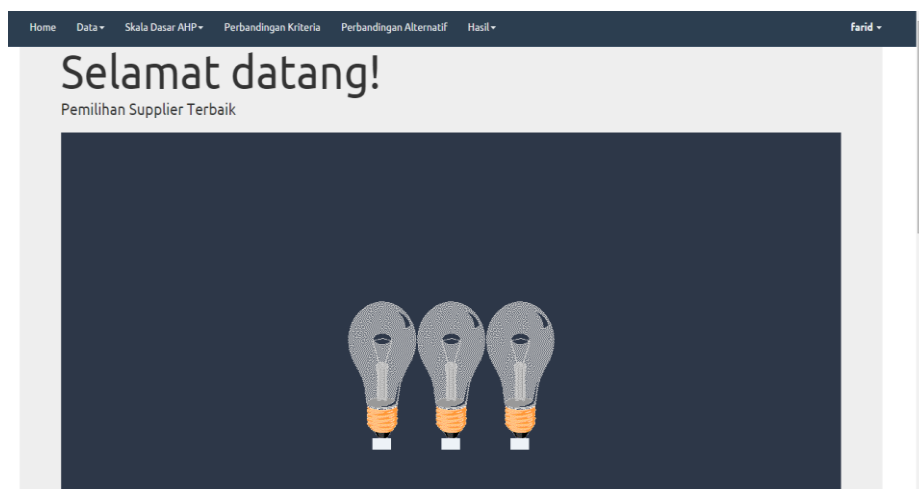 Home Data Skala Dasar AHP Perbandingan Kriteria Perbandingan Alternatif Hasil farid
Selamat datang!
Pemilihan Supplier Terbaik